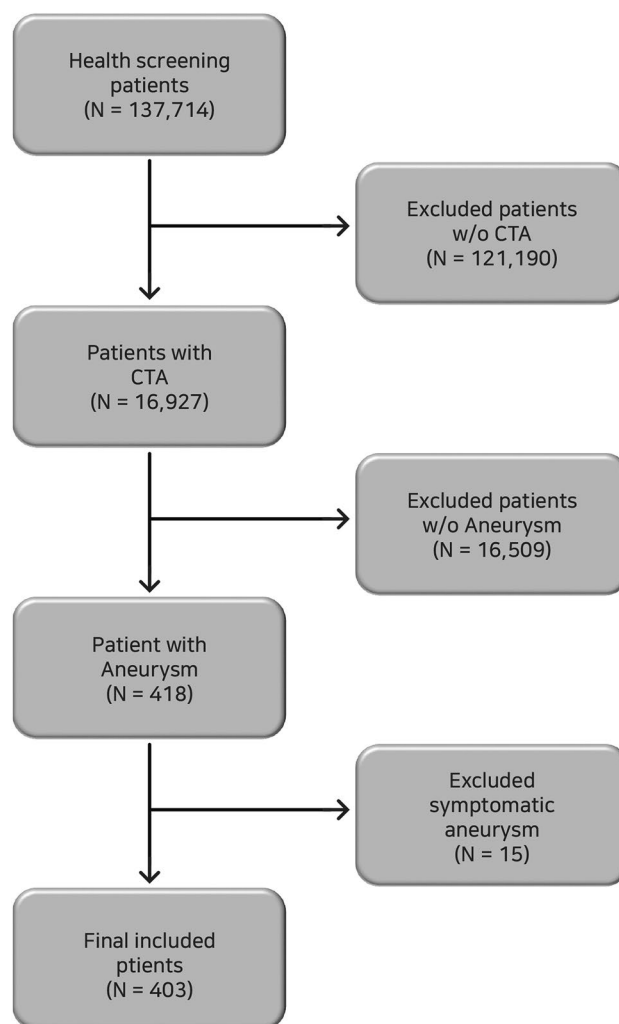 Health screening
patients
(N = 137,714)
Excluded patients
w/o CTA
(N = 121,190)
Patients with
CTA
(N = 16,927)
Excluded patients
w/o Aneurysm
(N = 16,509)
Patient with
Aneurysm
(N = 418)
Excluded
symptomatic
aneurysm
(N = 15)
Final included
ptients
(N = 403)